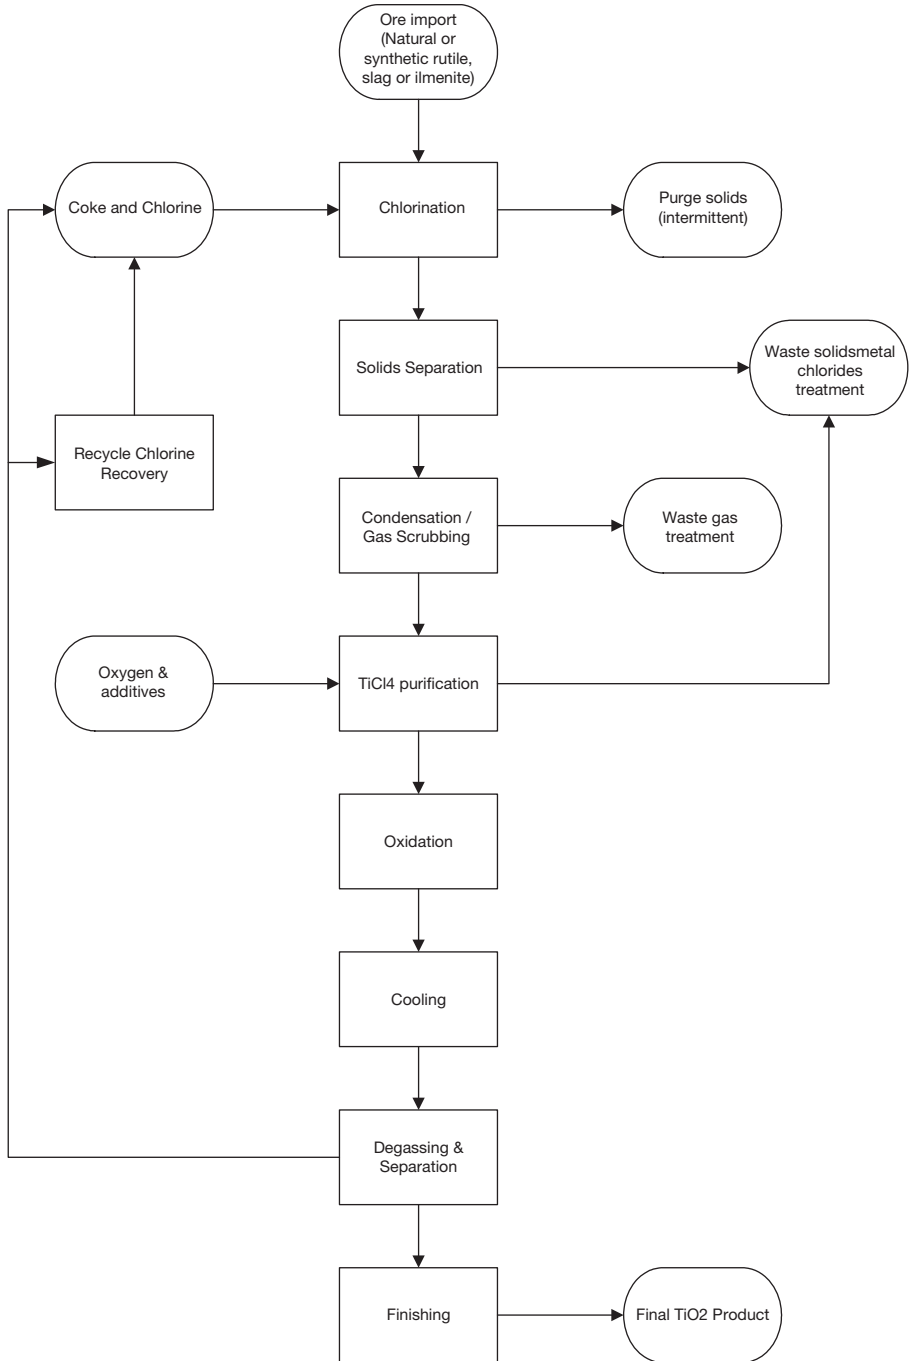 Ore import
(Natural or
synthetic rutile,
slag or ilmenite)
Coke and Chlorine
Chlorination
Purge solids
(intermittent)
Solids Separation
Waste solidsmetal
chlorides
treatment
Recycle Chlorine
Recovery
Condensation /
Gas Scrubbing
Waste gas
treatment
Oxygen &
additives
TiCl4 purification
Oxidation
Cooling
Degassing &
Separation
Finishing
Final TiO2 Product